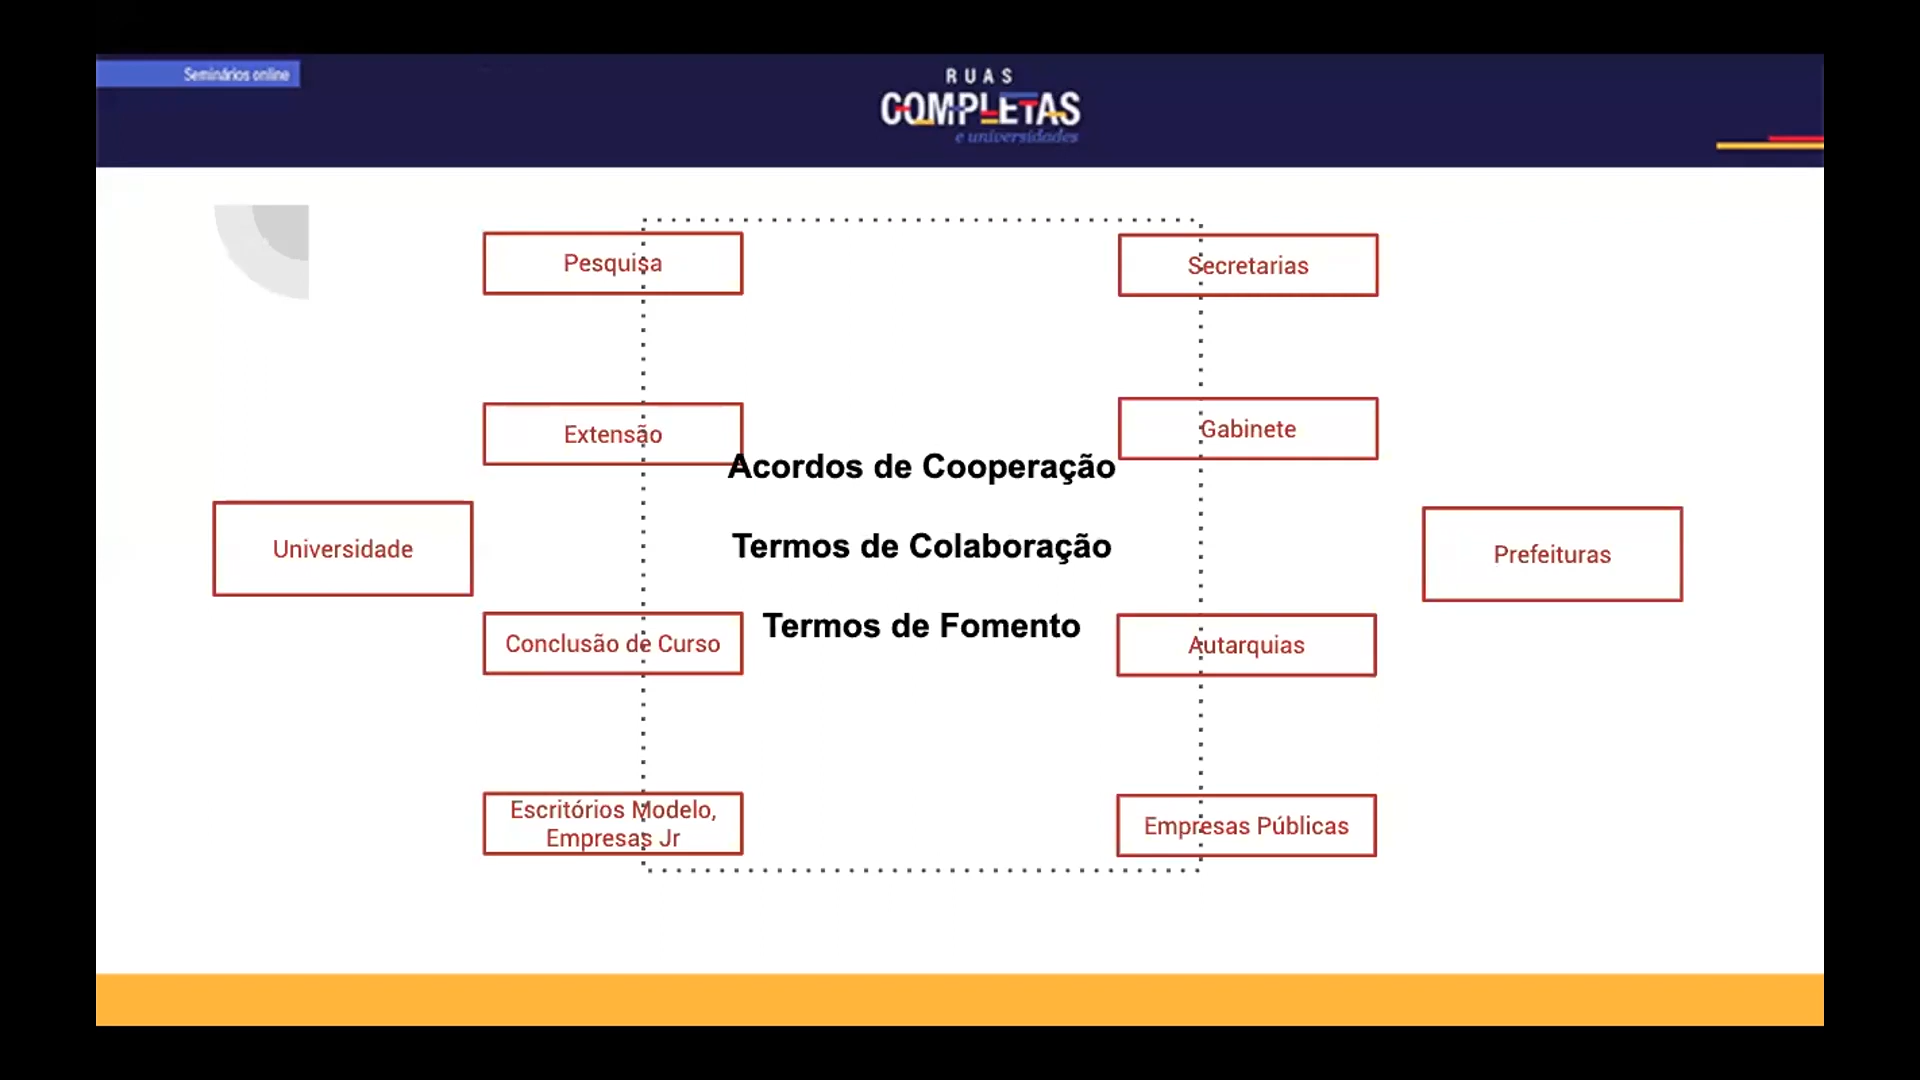 Seminários online
RUAS
COMPLETAS
e universidades
Pesquisa
Secretarias
Extensão
Gabinete
Acordos de Cooperação
Universidade
Termos de Colaboração
Prefeituras
Termos de Fomento
Conclusão de Curso
Autarquias
Escritórios Modelo,
Empresas Jr
Empresas Públicas